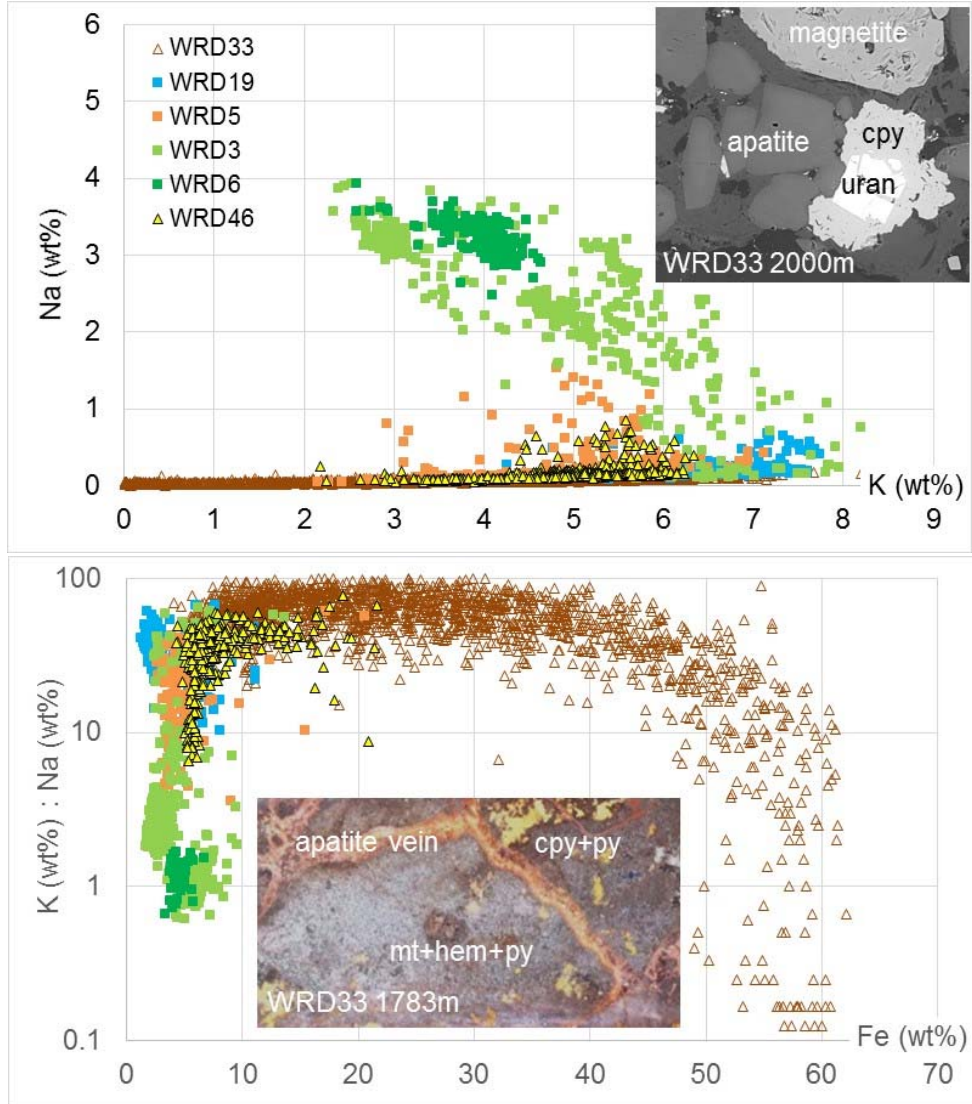 6
5
4
3
2
1
0
Na (wt%)
WRD33
WRD19
WRD5
WRD3
WRD6
WRD46
magnetite
apatite
cpy
uran
WRD33 2000m
0 1 2 3 4 5 6 7 8 9
K (wt%)
100
10
1
0.1
K (wt%) : Na (wt%)
apatite vein
cpy+py
mt+hem+py
WRD33 1783m
Fe (wt%)
0 10 20 30 40 50 60 70